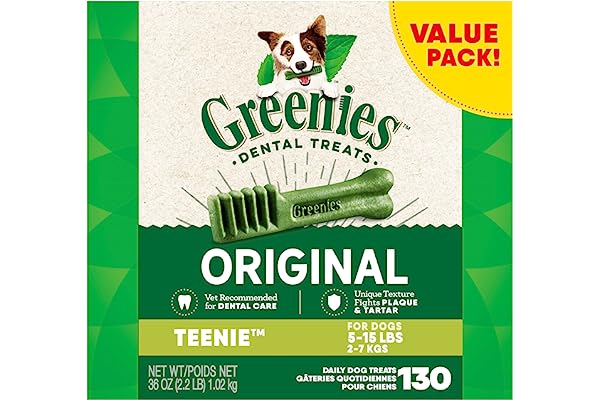 VALUE
PACK!
Greenies™
· DENTAL TREATS ·
Greenies
ORIGINAL
Vet Recommended
for DENTAL CARE
Unique Texture
Fights PLAQUE
& TARTAR
TEENIE™
FOR DOGS
5-15 LBS
2-7 KGS
NET WT/POIDS NET
36 OZ (2.2 LB) 1.02 kg
DAILY DOG TREATS
GÂTERIES QUOTIDIENNES
POUR CHIENS
130